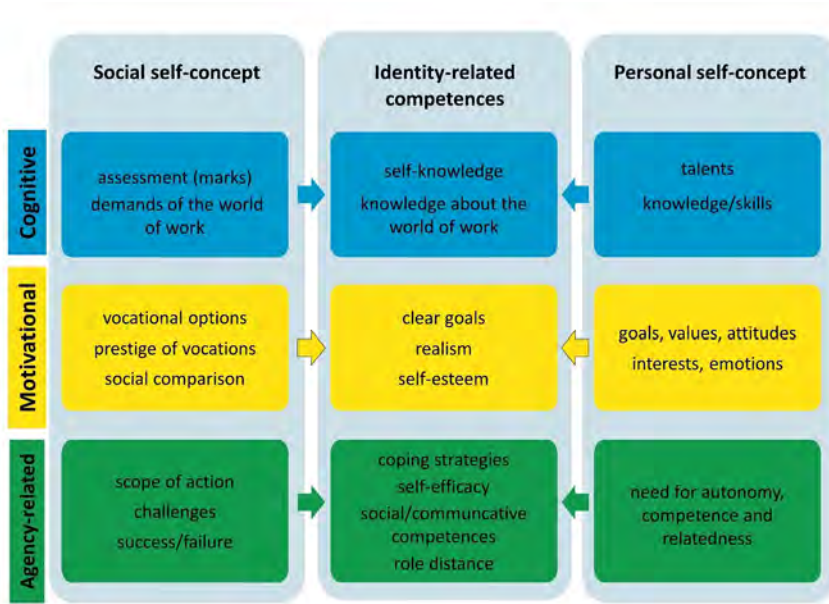 Social self-concept
Identity-related
competences
Personal self-concept
Cognitive
assessment (marks)
demands of the world
of work
self-knowledge
knowledge about the
world of work
talents
knowledge/skills
Motivational
vocational options
prestige of vocations
social comparison
clear goals
realism
self-esteem
goals, values, attitudes
interests, emotions
Agency-related
scope of action
challenges
success/failure
coping strategies
self-efficacy
social/communcative
competences
role distance
need for autonomy,
competence and
relatedness